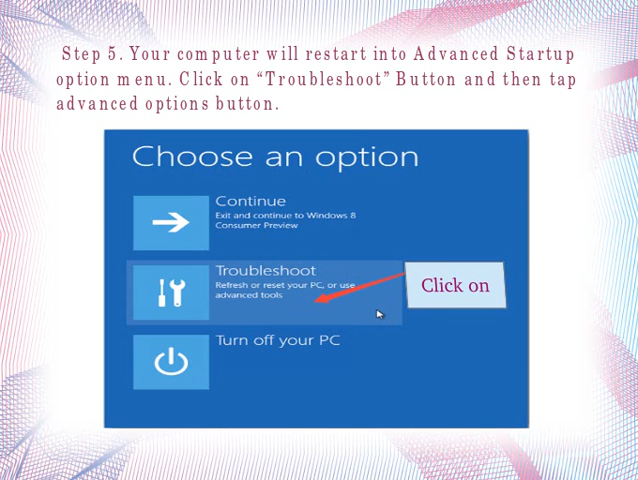 Step 5. Your computer will restart into Advanced Startup
option menu. Click on “Troubleshoot” Button and then tap
advanced options button.
Choose an option
Continue
Exit and continue to Windows 8
Consumer Preview
Troubleshoot
Refresh or reset your PC, or use
advanced tools
Click on
Turn off your PC